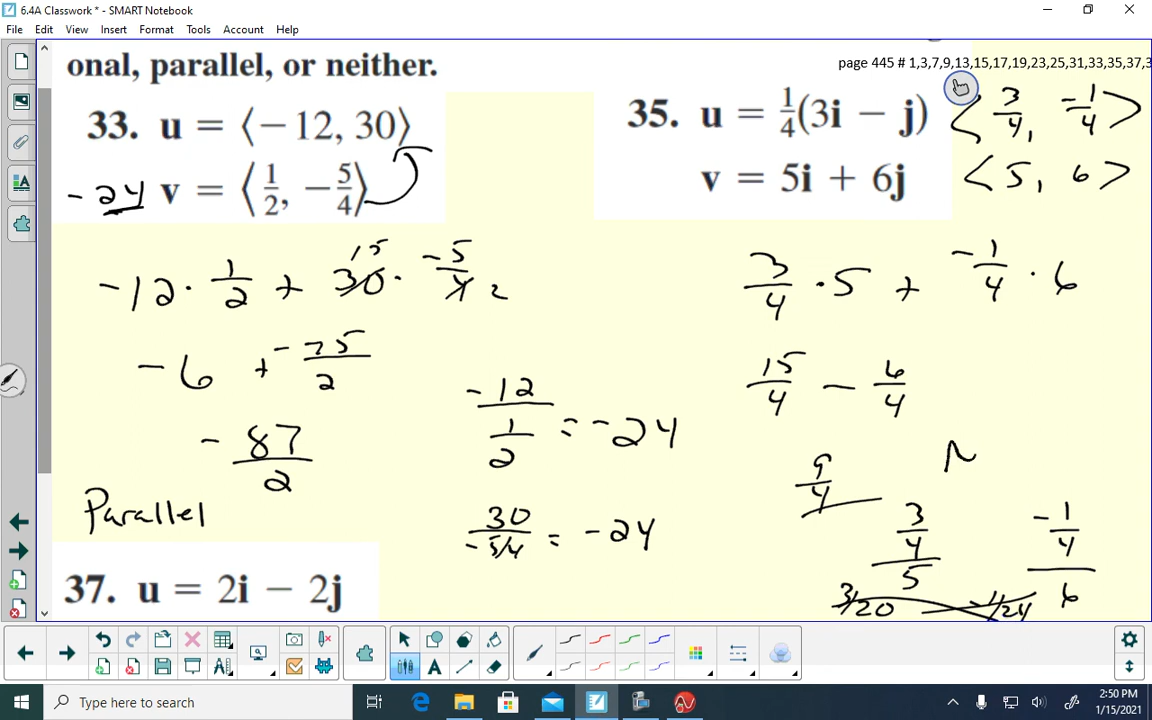 6.4A Classwork * - SMART Notebook
File Edit View Insert Format Tools Account Help
page 445 # 1,3,7,9,13,15,17,19,23,25,31,33,35,37,3
onal, parallel, or neither.
33. u = ⟨−12, 30⟩
-24 v = ⟨1/2, −5/4⟩
-12 · 1/2 + 30 · -5/4
15
2
-6 + -75/2
-87/2
Parallel
-12 / 1/2 = -24
30 / -5/4 = -24
35. u = 1/4(3i − j) <3/4, -1/4>
v = 5i + 6j <5, 6>
3/4 · 5 + -1/4 · 6
15/4 - 6/4
9/4
N
3/4 / 5
-1/4 / 6
3/20
-1/24
37. u = 2i − 2j
A
Type here to search
2:50 PM
1/15/2021